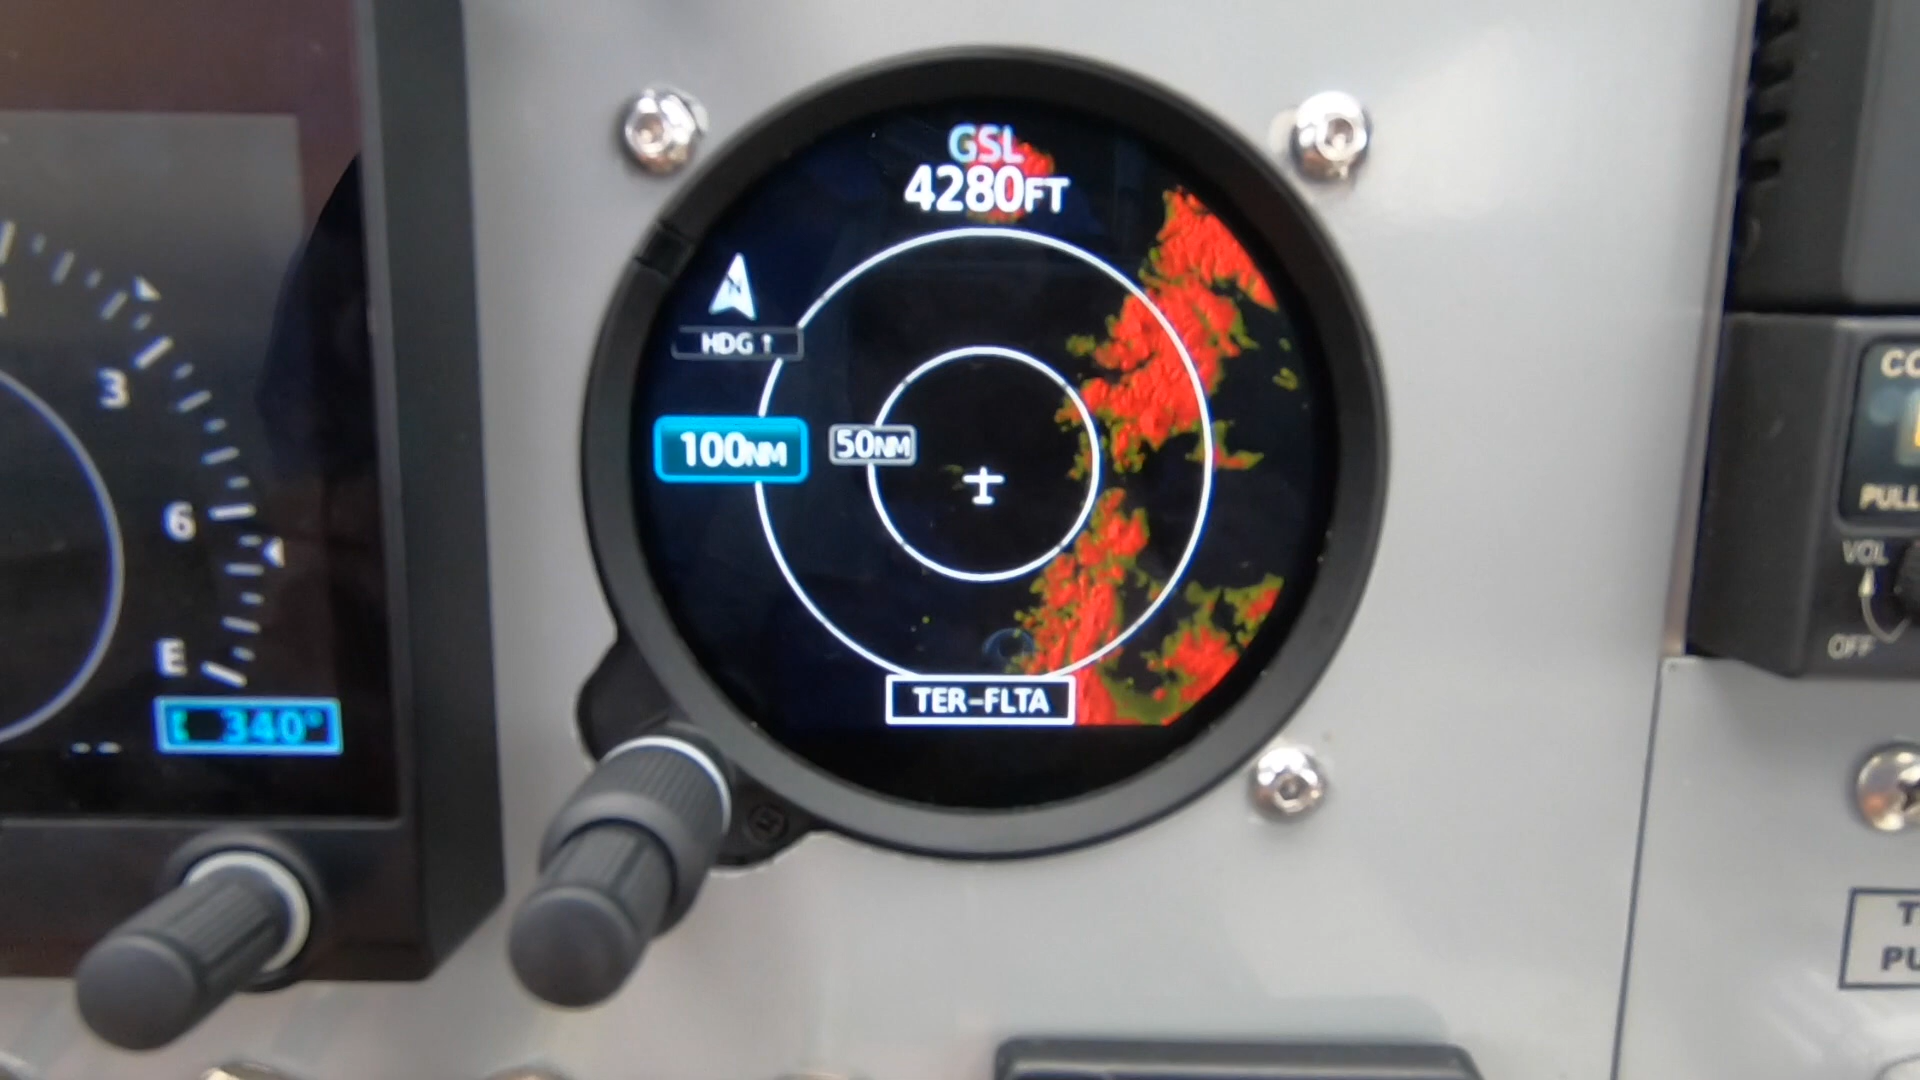 GSL
4280FT
N
HDG ↑
100NM
50NM
TER-FLTA
3
6
E
340°
PULL
VOL
OFF